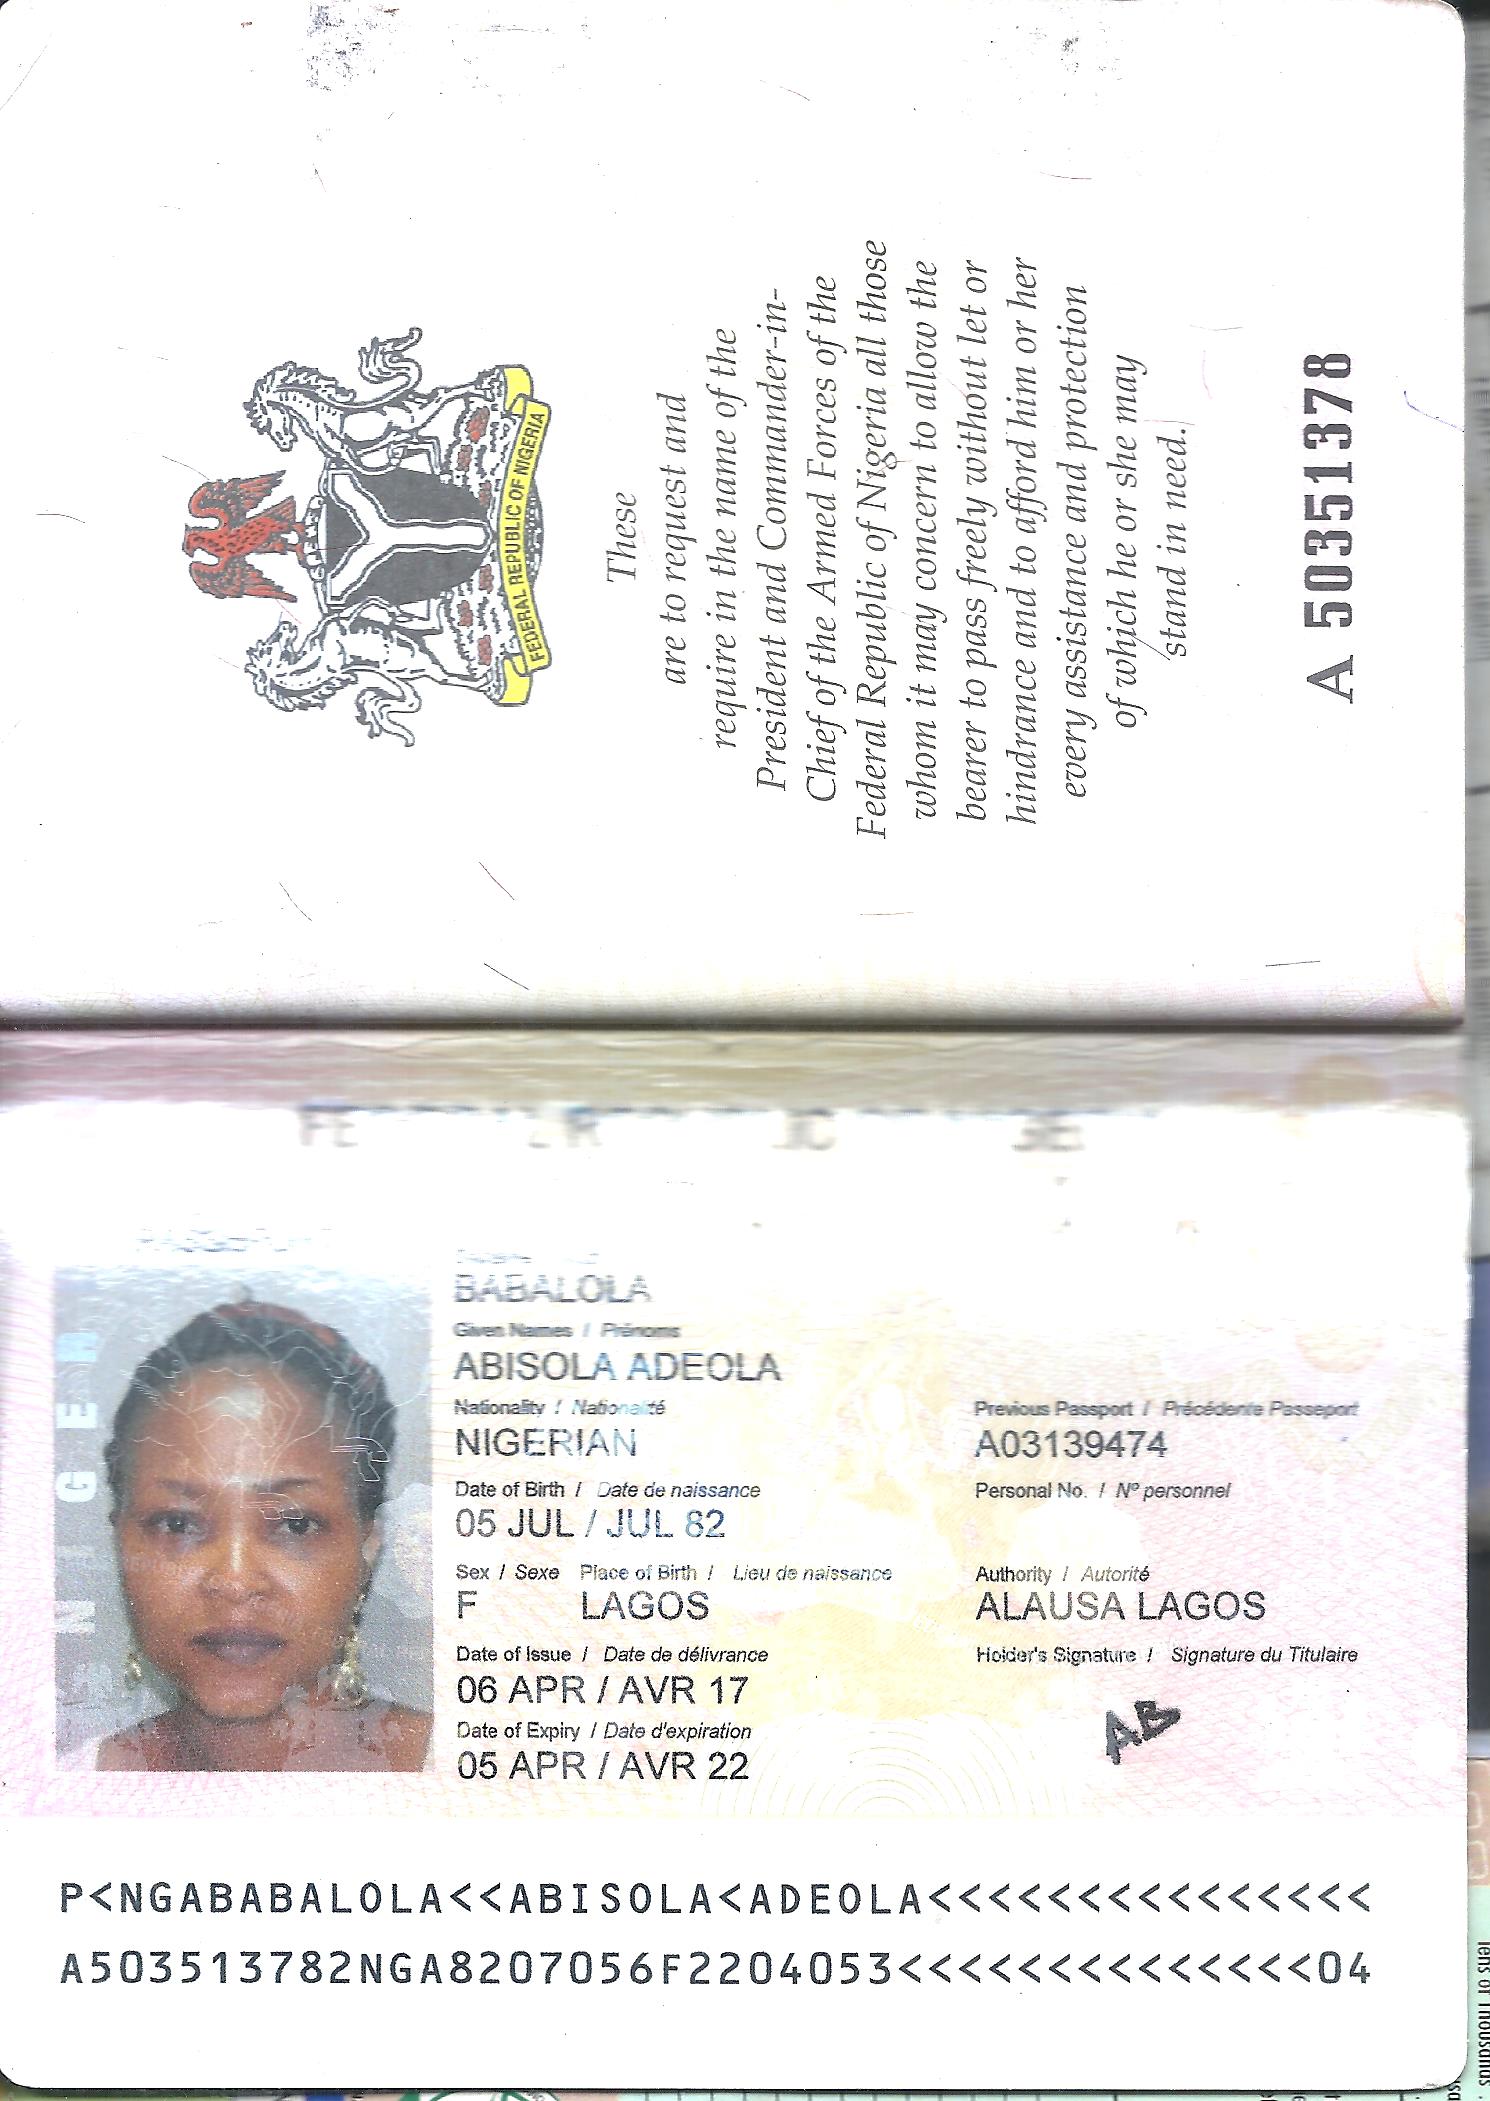 FEDERAL REPUBLIC OF NIGERIA
These
are to request and
require in the name of the
President and Commander-in-
Chief of the Armed Forces of the
Federal Republic of Nigeria all those
whom it may concern to allow the
bearer to pass freely without let or
hindrance and to afford him or her
every assistance and protection
of which he or she may
stand in need.
A 50351378
BABALOLA
Given Names / Prénoms
ABISOLA ADEOLA
Nationality / Nationalité
NIGERIAN
Previous Passport / Précédente Passeport
A03139474
Date of Birth / Date de naissance
05 JUL / JUL 82
Personal No. / Nº personnel
Sex / Sexe Place of Birth / Lieu de naissance
F LAGOS
Authority / Autorité
ALAUSA LAGOS
Date of Issue / Date de délivrance
06 APR / AVR 17
Holder's Signature / Signature du Titulaire
AB
Date of Expiry / Date d'expiration
05 APR / AVR 22
P<NGABABALOLA<<ABISOLA<ADEOLA<<<<<<<<<<<<<<<
A503513782NGA8207056F2204053<<<<<<<<<<<<<<04